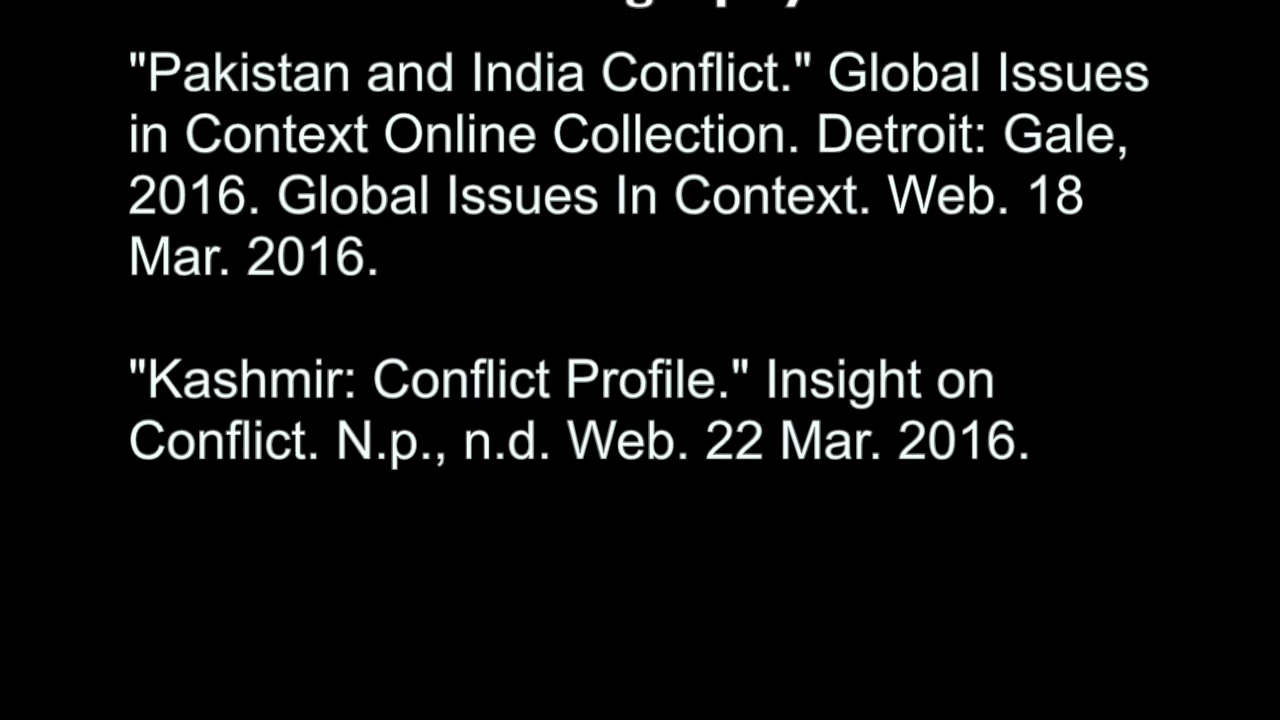 "Pakistan and India Conflict." Global Issues
in Context Online Collection. Detroit: Gale,
2016. Global Issues In Context. Web. 18
Mar. 2016.
"Kashmir: Conflict Profile." Insight on
Conflict. N.p., n.d. Web. 22 Mar. 2016.